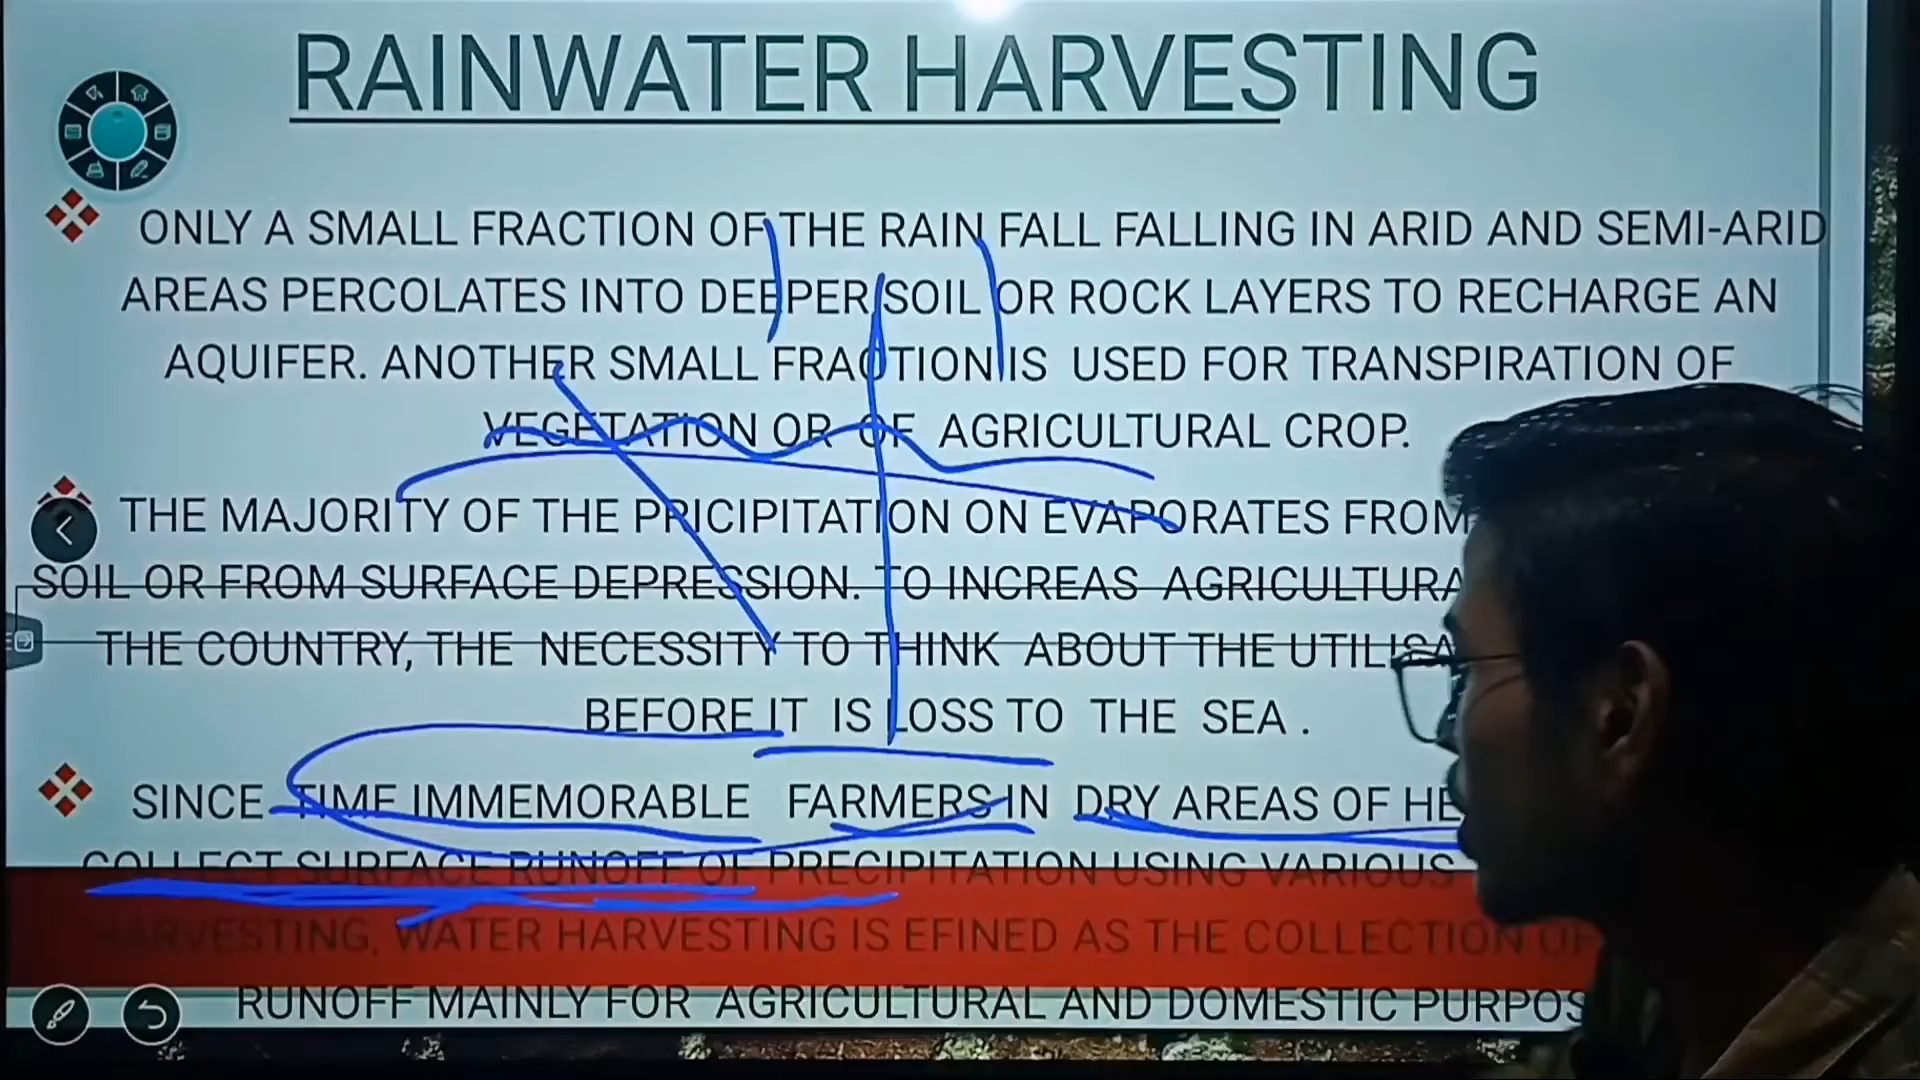 RAINWATER HARVESTING
ONLY A SMALL FRACTION OF THE RAIN FALL FALLING IN ARID AND SEMI-ARID
AREAS PERCOLATES INTO DEEPER SOIL OR ROCK LAYERS TO RECHARGE AN
AQUIFER. ANOTHER SMALL FRACTION IS USED FOR TRANSPIRATION OF
VEGETATION OR OF AGRICULTURAL CROP.
THE MAJORITY OF THE PRICIPITATION ON EVAPORATES FROM
SOIL OR FROM SURFACE DEPRESSION. TO INCREAS AGRICULTURA
THE COUNTRY, THE NECESSITY TO THINK ABOUT THE
BEFORE IT IS LOSS TO THE SEA .
SINCE TIME IMMEMORABLE FARMERS IN DRY AREAS OF
COLLECT SURFACE RUNOFF OF PRECIPITATION USING VARIOUS
HARVESTING, WATER HARVESTING IS EFINED AS THE COLLECTION OF
RUNOFF MAINLY FOR AGRICULTURAL AND DOMESTIC PURPOS